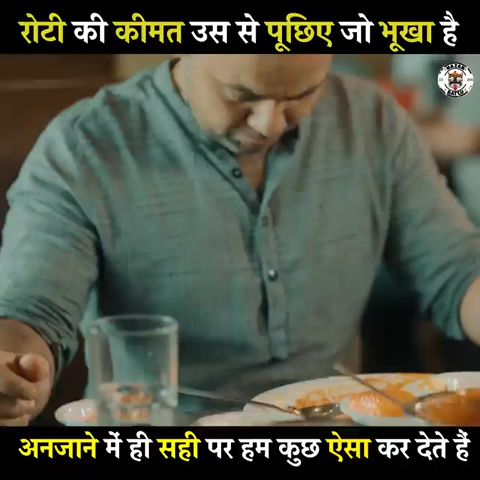 रोटी की कीमत उस से पूछिए जो भूखा है
अनजाने में ही सही पर हम कुछ ऐसा कर देते हैं